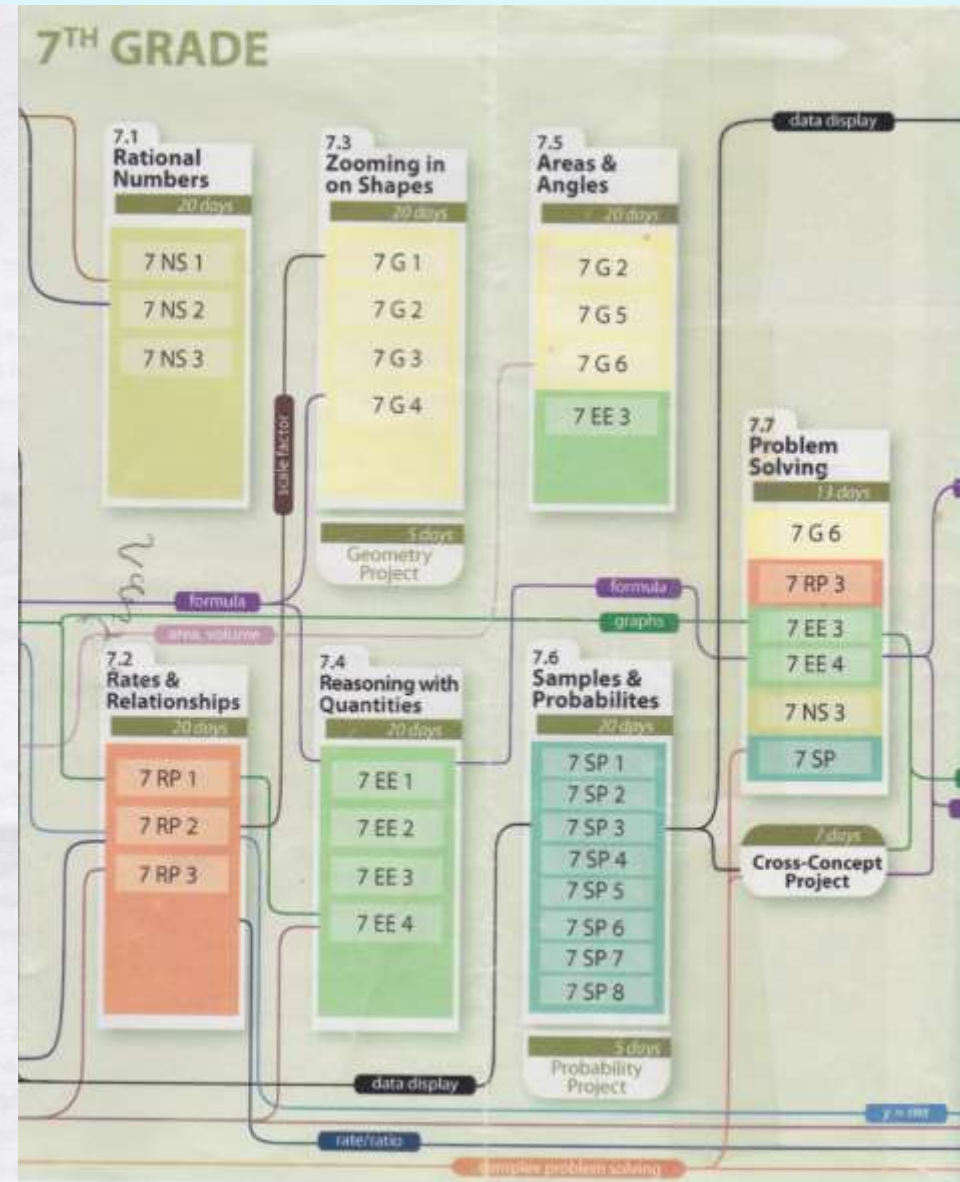 7TH GRADE
data display
7.1
Rational
Numbers
20 days
7 NS 1
7 NS 2
7 NS 3
7.3
Zooming in
on Shapes
20 days
7 G 1
7 G 2
7 G 3
7 G 4
5 days
Geometry
Project
7.5
Areas &
Angles
20 days
7 G 2
7 G 5
7 G 6
7 EE 3
scale factor
formula
area, volume
formula
graphs
7.2
Rates &
Relationships
20 days
7 RP 1
7 RP 2
7 RP 3
7.4
Reasoning with
Quantities
20 days
7 EE 1
7 EE 2
7 EE 3
7 EE 4
7.6
Samples &
Probabilites
20 days
7 SP 1
7 SP 2
7 SP 3
7 SP 4
7 SP 5
7 SP 6
7 SP 7
7 SP 8
5 days
Probability
Project
7.7
Problem
Solving
13 days
7 G 6
7 RP 3
7 EE 3
7 EE 4
7 NS 3
7 SP
7 days
Cross-Concept
Project
data display
y = mx
rate/ratio
complex problem solving